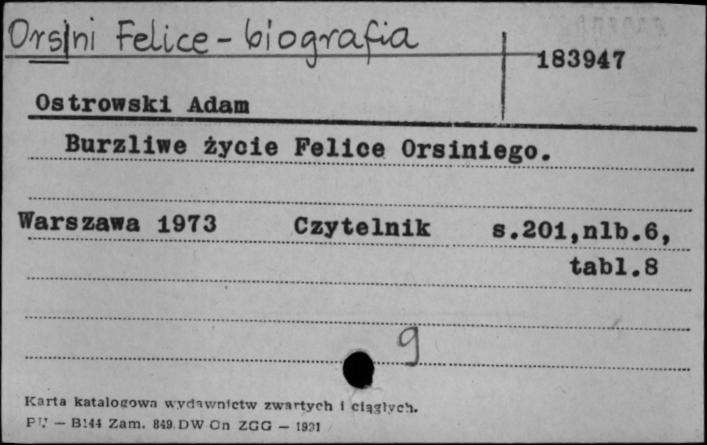 Orsini Felice - biografia
183947
Ostrowski Adam
Burzliwe życie Felice Orsiniego.
Warszawa 1973 Czytelnik s.201,nlb.6,
tabl.8
9
Karta katalogowa wydawnictw zwartych i ciągłych.
PU — B144 Zam. 849 DW Cn ZGG — 1931